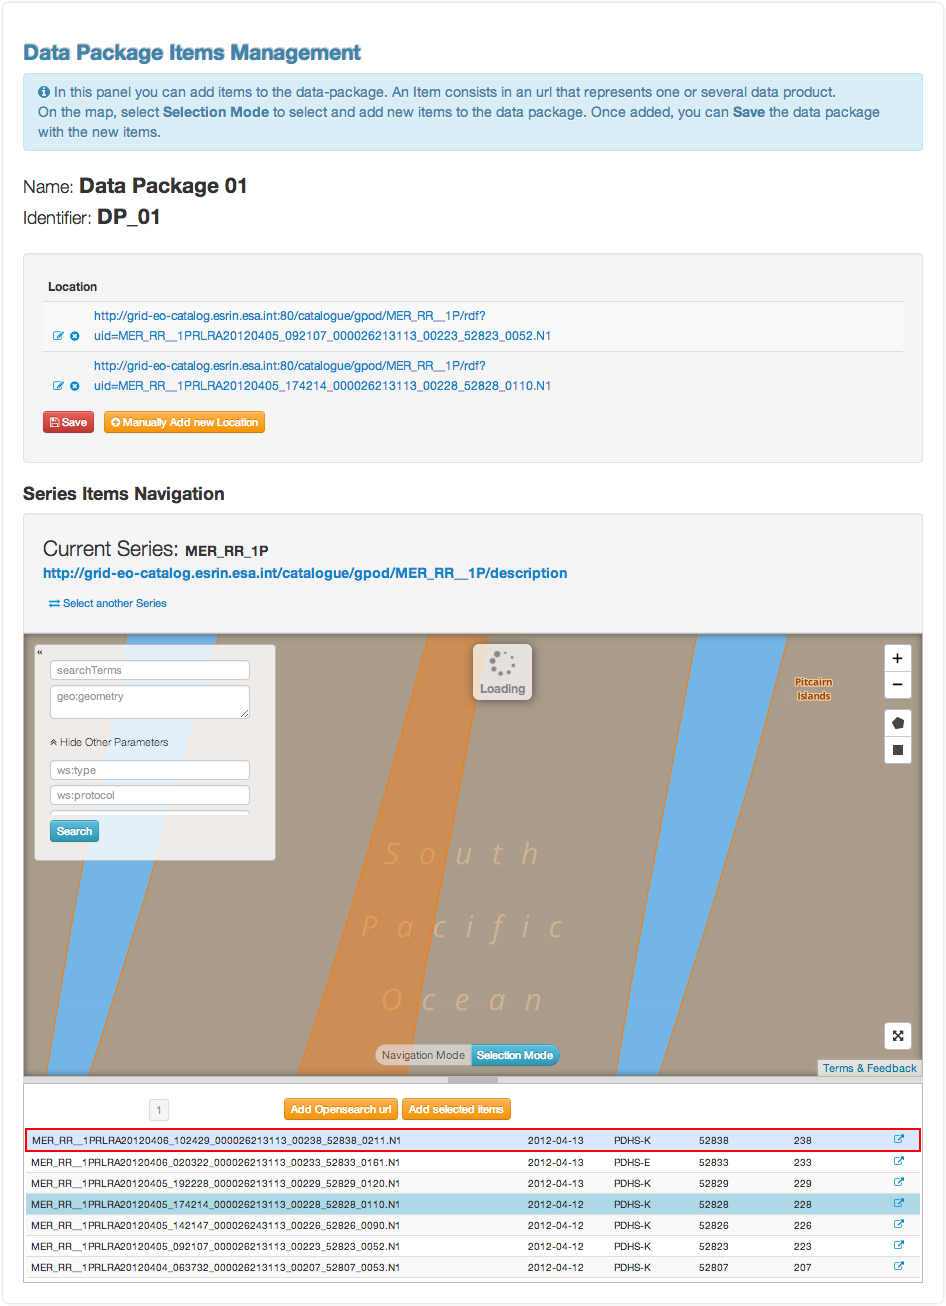 Data Package Items Management
In this panel you can add items to the data-package. An Item consists in an url that represents one or several data product.
On the map, select Selection Mode to select and add new items to the data package. Once added, you can Save the data package
with the new items.
Name: Data Package 01
Identifier: DP_01
Location
http://grid-eo-catalog.esrin.esa.int:80/catalogue/gpod/MER_RR__1P/rdf?
uid=MER_RR__1PRLRA20120405_092107_000026213113_00223_52823_0052.N1
http://grid-eo-catalog.esrin.esa.int:80/catalogue/gpod/MER_RR__1P/rdf?
uid=MER_RR__1PRLRA20120405_174214_000026213113_00228_52828_0110.N1
Save Manually Add new Location
Series Items Navigation
Current Series: MER_RR_1P
http://grid-eo-catalog.esrin.esa.int/catalogue/gpod/MER_RR__1P/description
Select another Series
«
searchTerms
geo:geometry
Hide Other Parameters
ws:type
ws:protocol
Search
Loading
+
−
Pitcairn
Islands
South
Pacific
Ocean
Navigation Mode Selection Mode
Terms & Feedback
1 Add Opensearch url Add selected items
MER_RR__1PRLRA20120406_102429_000026213113_00238_52838_0211.N1 2012-04-13 PDHS-K 52838 238
MER_RR__1PRLRA20120406_020322_000026213113_00233_52833_0161.N1 2012-04-13 PDHS-E 52833 233
MER_RR__1PRLRA20120405_192228_000026213113_00229_52829_0120.N1 2012-04-13 PDHS-K 52829 229
MER_RR__1PRLRA20120405_174214_000026213113_00228_52828_0110.N1 2012-04-12 PDHS-K 52828 228
MER_RR__1PRLRA20120405_142147_000026243113_00226_52826_0090.N1 2012-04-12 PDHS-K 52826 226
MER_RR__1PRLRA20120405_092107_000026213113_00223_52823_0052.N1 2012-04-12 PDHS-K 52823 223
MER_RR__1PRLRA20120404_063732_000026213113_00207_52807_0053.N1 2012-04-12 PDHS-K 52807 207